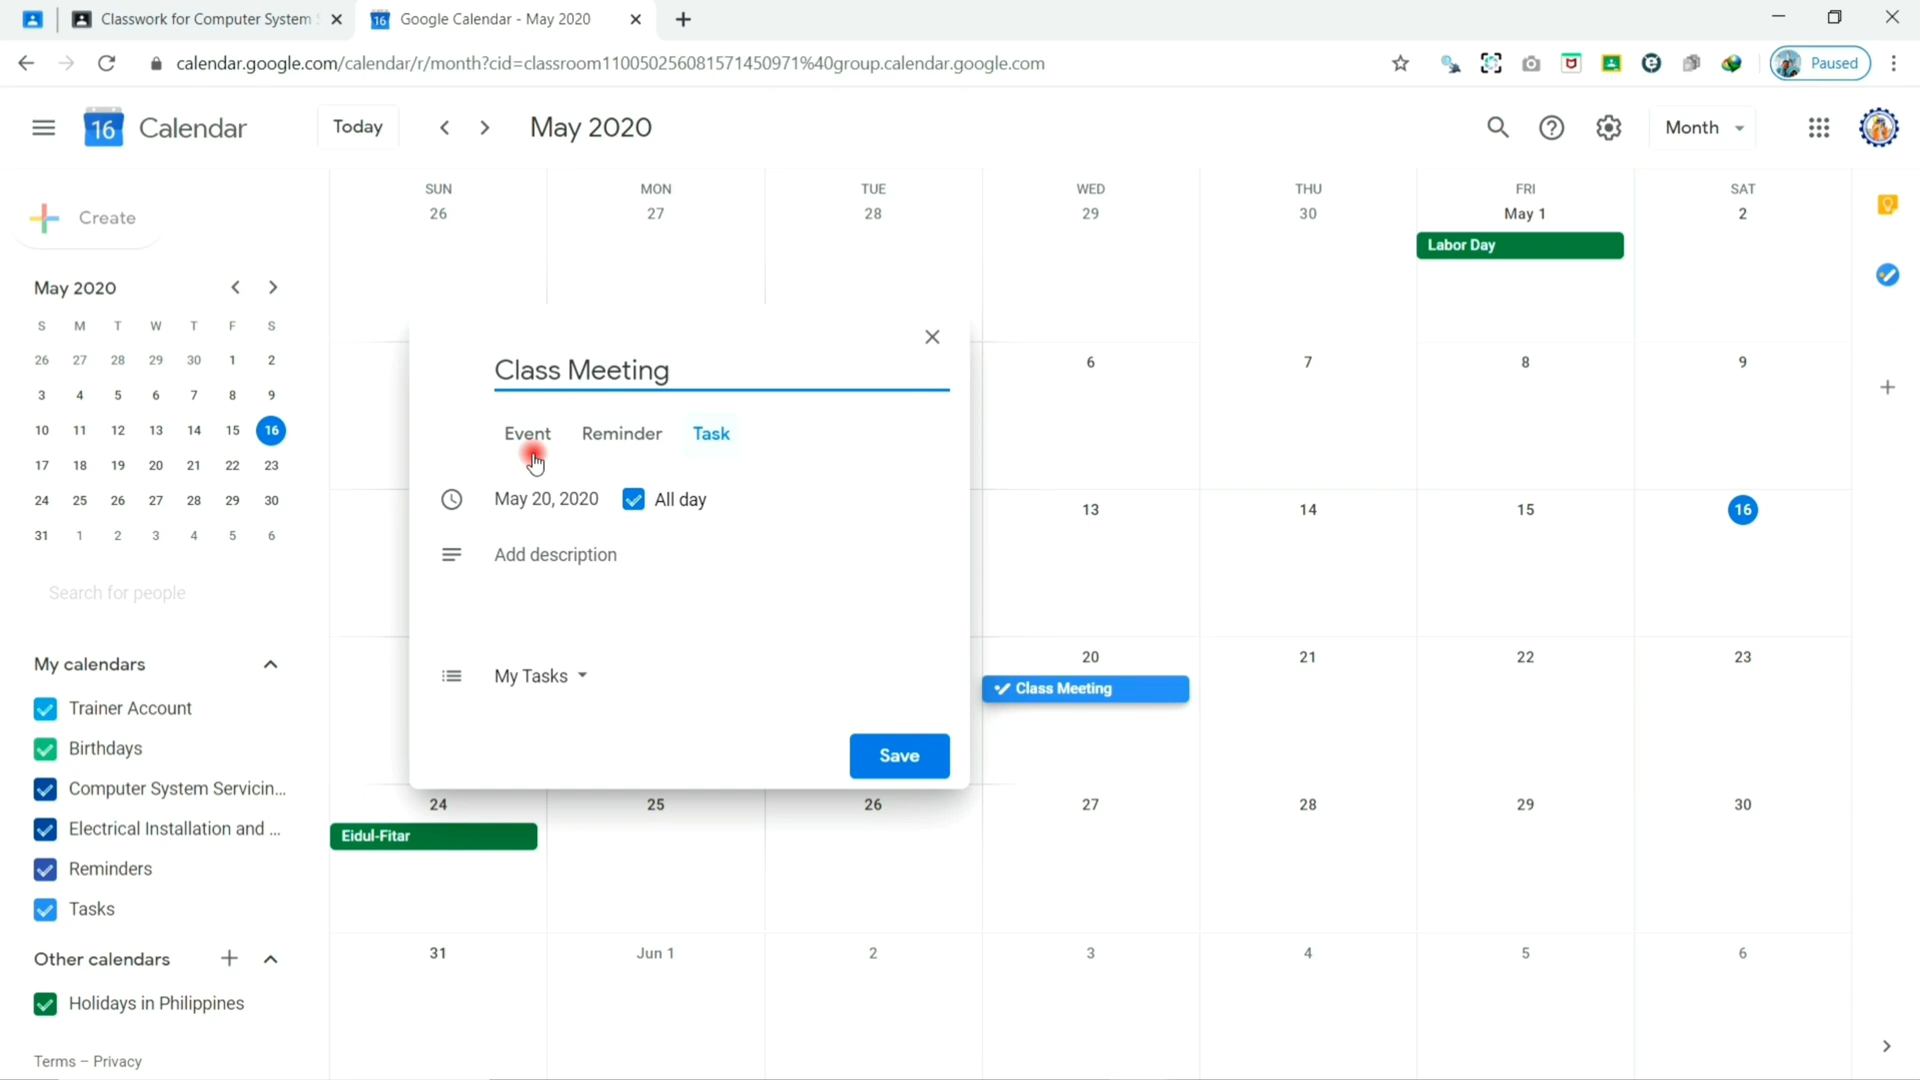 Classwork for Computer System S
16 Google Calendar - May 2020
calendar.google.com/calendar/r/month?cid=classroom110050256081571450971%40group.calendar.google.com
Paused
16 Calendar
Today
May 2020
Month
Create
May 2020
S M T W T F S
26 27 28 29 30 1 2
3 4 5 6 7 8 9
10 11 12 13 14 15 16
17 18 19 20 21 22 23
24 25 26 27 28 29 30
31 1 2 3 4 5 6
Search for people
My calendars
Trainer Account
Birthdays
Computer System Servicin...
Electrical Installation and ...
Reminders
Tasks
Other calendars
Holidays in Philippines
Terms – Privacy
SUN MON TUE WED THU FRI SAT
26 27 28 29 30 May 1 2
Labor Day
Class Meeting
Event Reminder Task
May 20, 2020 All day
Add description
My Tasks
Save
6 7 8 9
13 14 15 16
20 21 22 23
Class Meeting
24 25 26 27 28 29 30
Eidul-Fitar
31 Jun 1 2 3 4 5 6